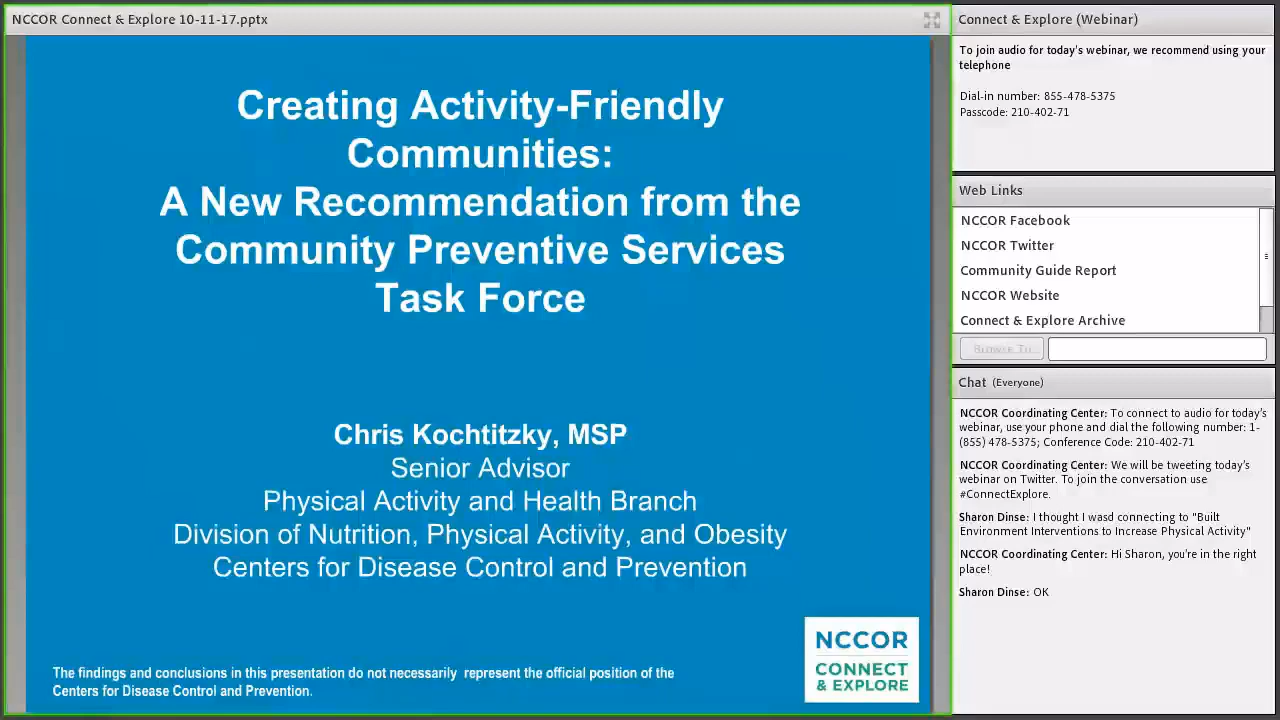 NCCOR Connect & Explore 10-11-17.pptx
Creating Activity-Friendly
Communities:
A New Recommendation from the
Community Preventive Services
Task Force
Chris Kochtitzky, MSP
Senior Advisor
Physical Activity and Health Branch
Division of Nutrition, Physical Activity, and Obesity
Centers for Disease Control and Prevention
The findings and conclusions in this presentation do not necessarily represent the official position of the
Centers for Disease Control and Prevention.
NCCOR
CONNECT
& EXPLORE
Connect & Explore (Webinar)
To join audio for today's webinar, we recommend using your
telephone
Dial-in number: 855-478-5375
Passcode: 210-402-71
Web Links
NCCOR Facebook
NCCOR Twitter
Community Guide Report
NCCOR Website
Connect & Explore Archive
Browse To...
Chat (Everyone)
NCCOR Coordinating Center: To connect to audio for today's
webinar, use your phone and dial the following number: 1-
(855) 478-5375; Conference Code: 210-402-71
NCCOR Coordinating Center: We will be tweeting today's
webinar on Twitter. To join the conversation use
#ConnectExplore.
Sharon Dinse: I thought I wasd connecting to "Built
Environment Interventions to Increase Physical Activity"
NCCOR Coordinating Center: Hi Sharon, you're in the right
place!
Sharon Dinse: OK